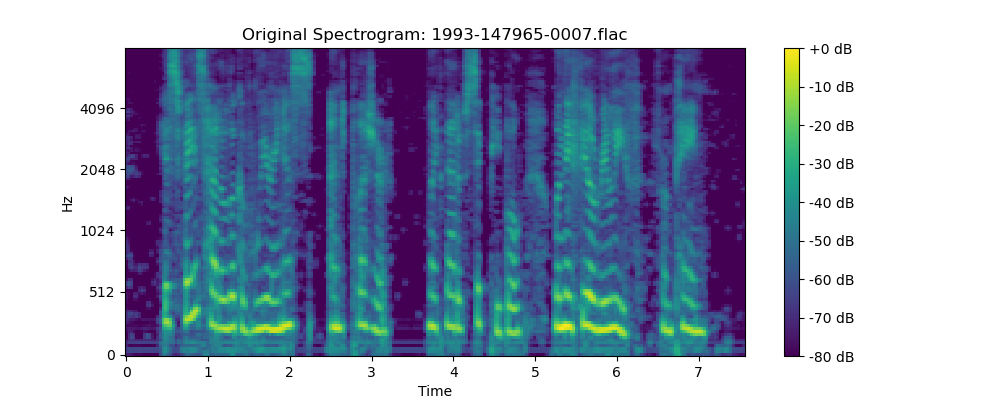 Original Spectrogram: 1993-147965-0007.flac
Hz
4096
2048
1024
512
0
0 1 2 3 4 5 6 7
Time
+0 dB
-10 dB
-20 dB
-30 dB
-40 dB
-50 dB
-60 dB
-70 dB
-80 dB